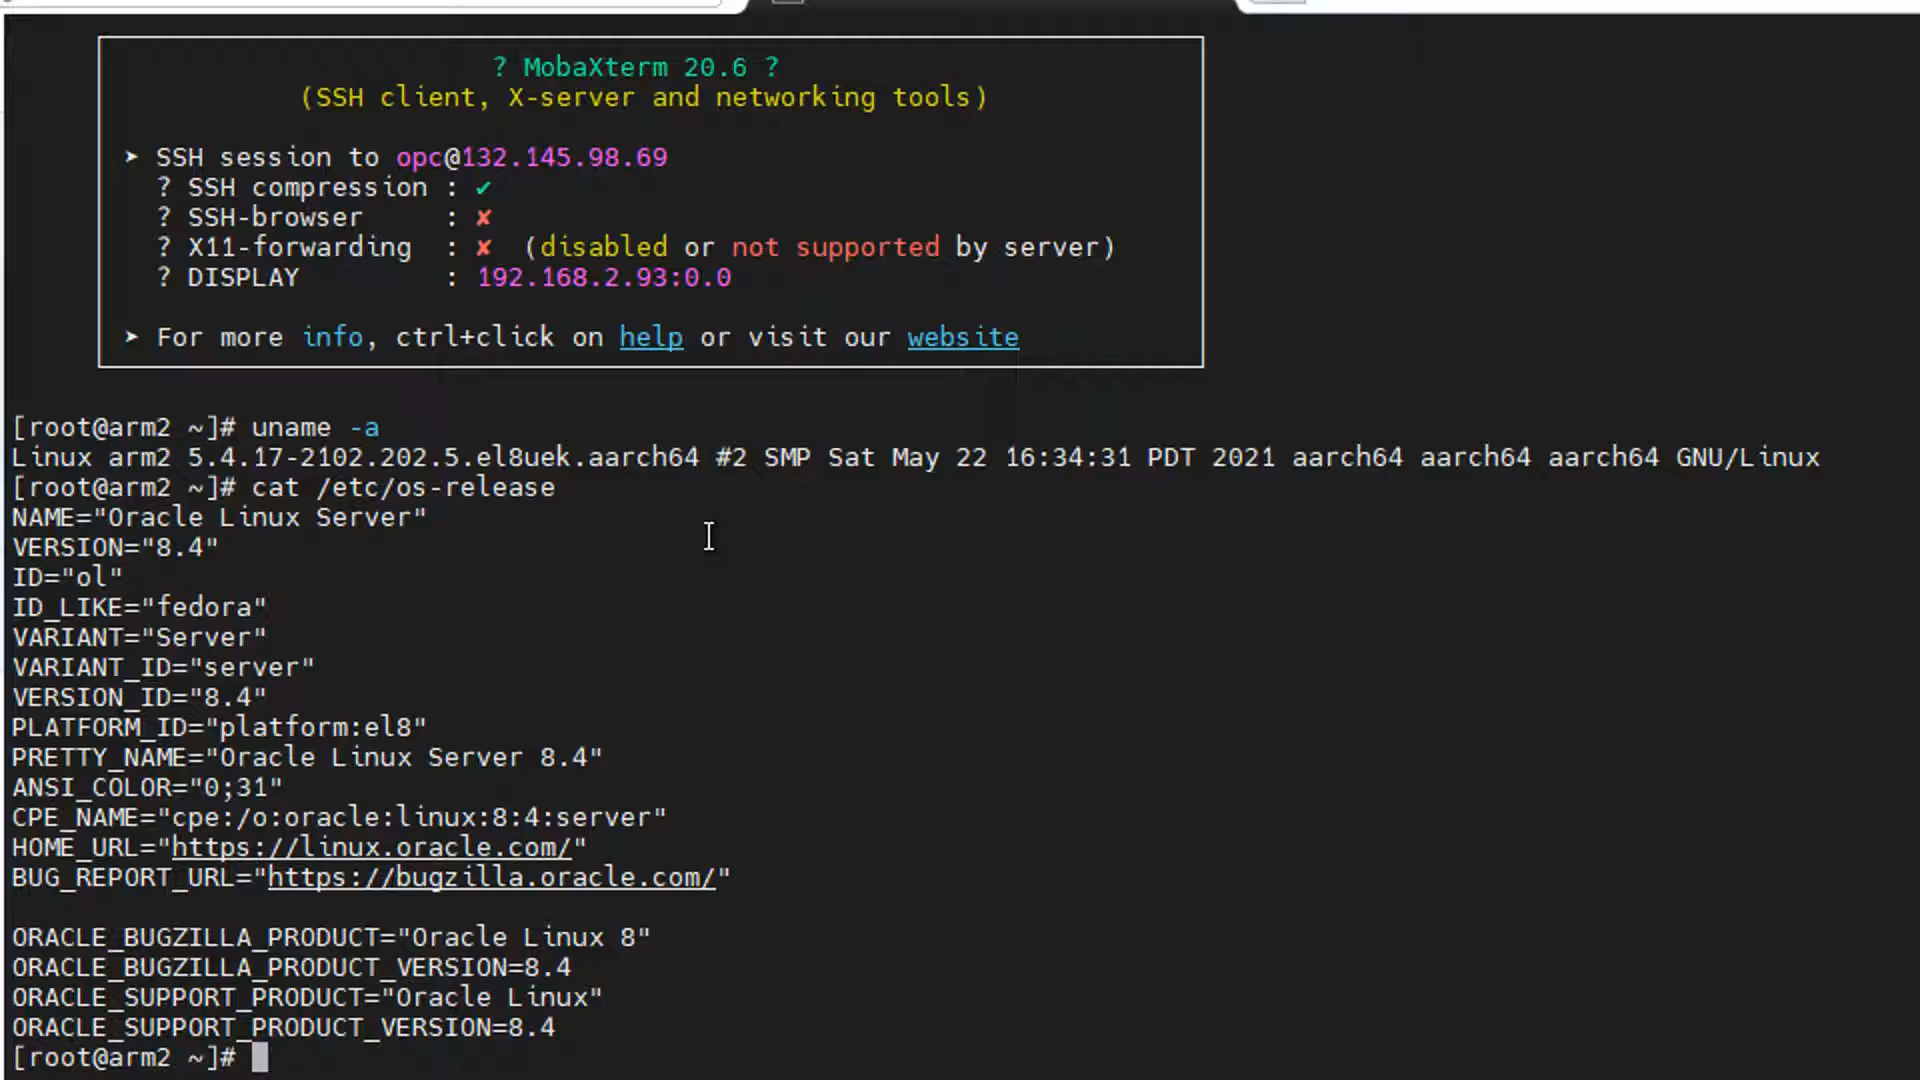 ? MobaXterm 20.6 ?
(SSH client, X-server and networking tools)
➤ SSH session to opc@132.145.98.69
? SSH compression : ✔
? SSH-browser     : ✘
? X11-forwarding  : ✘  (disabled or not supported by server)
? DISPLAY         : 192.168.2.93:0.0
➤ For more info, ctrl+click on help or visit our website
[root@arm2 ~]# uname -a
Linux arm2 5.4.17-2102.202.5.el8uek.aarch64 #2 SMP Sat May 22 16:34:31 PDT 2021 aarch64 aarch64 aarch64 GNU/Linux
[root@arm2 ~]# cat /etc/os-release
NAME="Oracle Linux Server"
VERSION="8.4"
ID="ol"
ID_LIKE="fedora"
VARIANT="Server"
VARIANT_ID="server"
VERSION_ID="8.4"
PLATFORM_ID="platform:el8"
PRETTY_NAME="Oracle Linux Server 8.4"
ANSI_COLOR="0;31"
CPE_NAME="cpe:/o:oracle:linux:8:4:server"
HOME_URL="https://linux.oracle.com/"
BUG_REPORT_URL="https://bugzilla.oracle.com/"
ORACLE_BUGZILLA_PRODUCT="Oracle Linux 8"
ORACLE_BUGZILLA_PRODUCT_VERSION=8.4
ORACLE_SUPPORT_PRODUCT="Oracle Linux"
ORACLE_SUPPORT_PRODUCT_VERSION=8.4
[root@arm2 ~]#